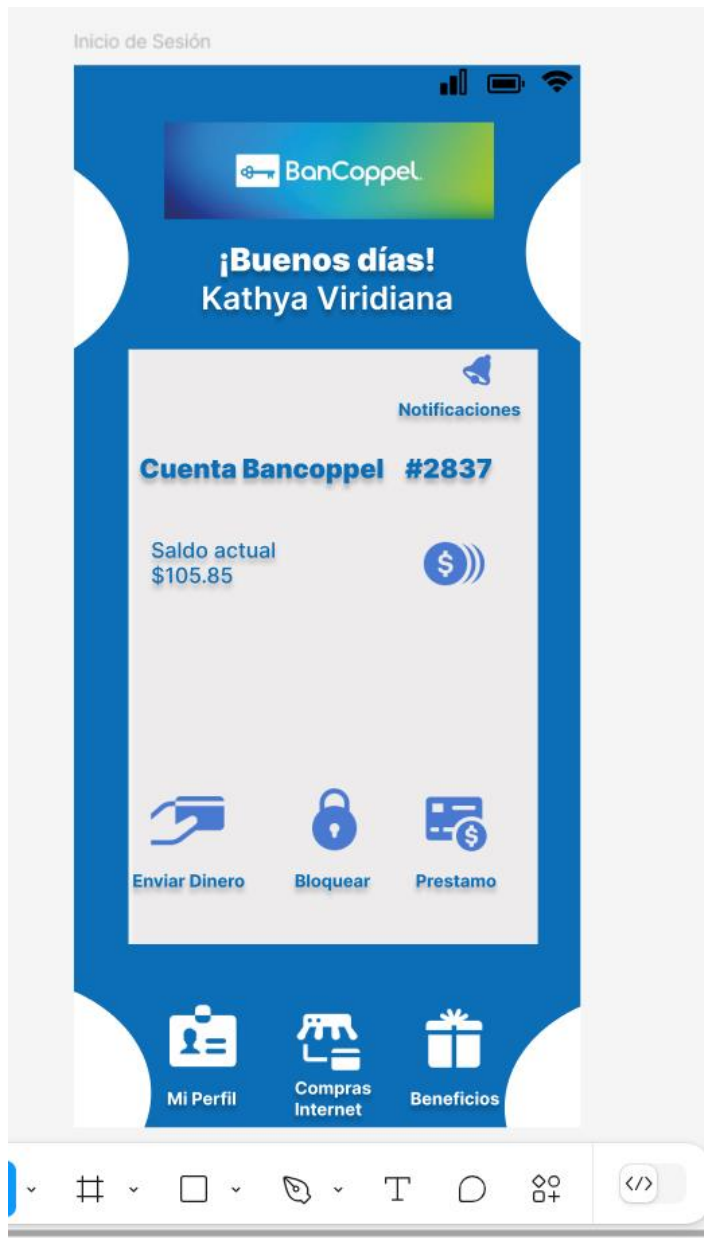 Inicio de Sesión
BanCoppel
¡Buenos días!
Kathya Viridiana
Notificaciones
Cuenta Bancoppel #2837
Saldo actual
$105.85
Enviar Dinero
Bloquear
Prestamo
Mi Perfil
Compras
Internet
Beneficios